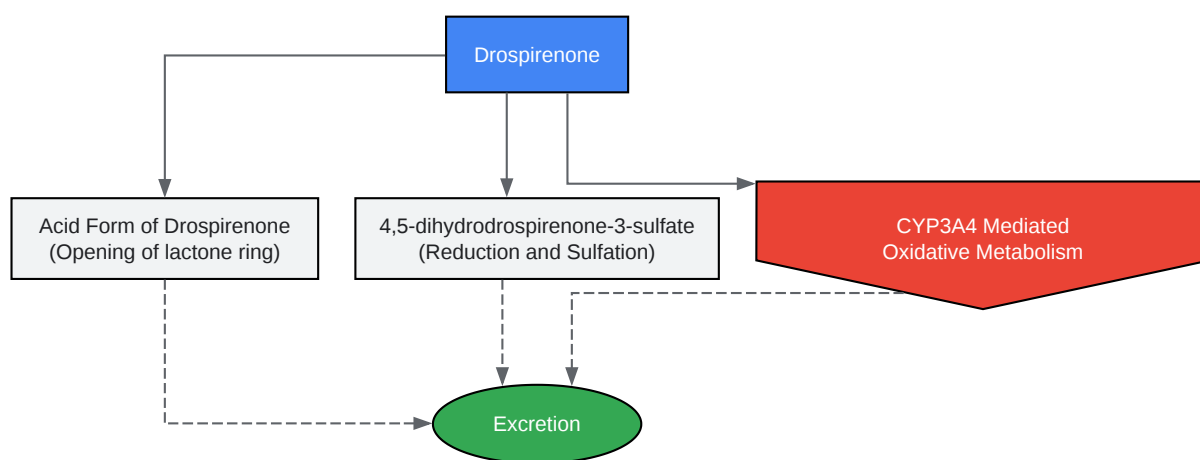 Drospirenone
Acid Form of Drospirenone
(Opening of lactone ring)
4,5-dihydrodrospirenone-3-sulfate
(Reduction and Sulfation)
CYP3A4 Mediated
Oxidative Metabolism
Excretion